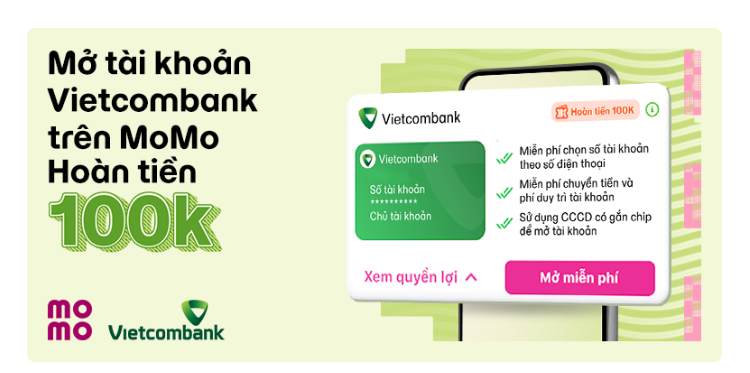 Mở tài khoản
Vietcombank
trên MoMo
Hoàn tiền
100k
mo
mo
Vietcombank
Vietcombank
Hoàn tiền 100K
Vietcombank
Số tài khoản
**********
Chủ tài khoản
Miễn phí chọn số tài khoản
theo số điện thoại
Miễn phí chuyển tiền và
phí duy trì tài khoản
Sử dụng CCCD có gắn chip
để mở tài khoản
Xem quyền lợi
Mở miễn phí